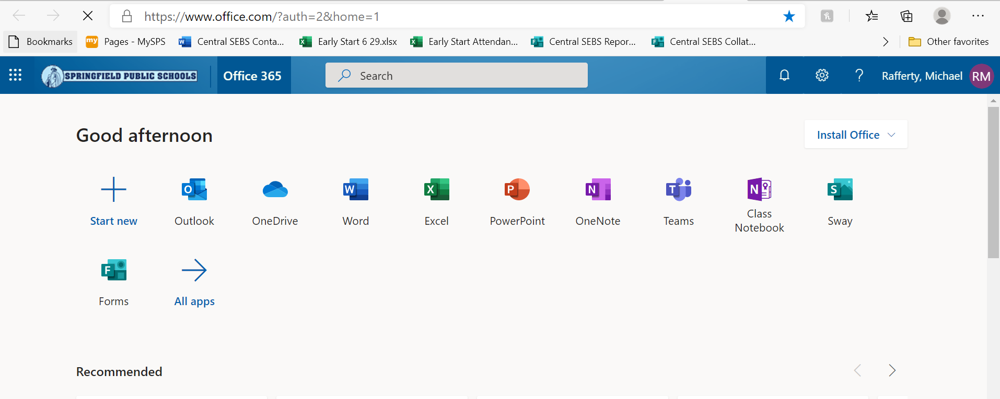 https://www.office.com/?auth=2&home=1
Bookmarks my Pages - MySPS Central SEBS Conta... Early Start 6 29.xlsx Early Start Attendan... Central SEBS Repor... Central SEBS Collat... Other favorites
SPRINGFIELD PUBLIC SCHOOLS Office 365 Search Rafferty, Michael RM
Good afternoon
Install Office
Start new Outlook OneDrive Word Excel PowerPoint OneNote Teams Class Notebook Sway
Forms All apps
Recommended